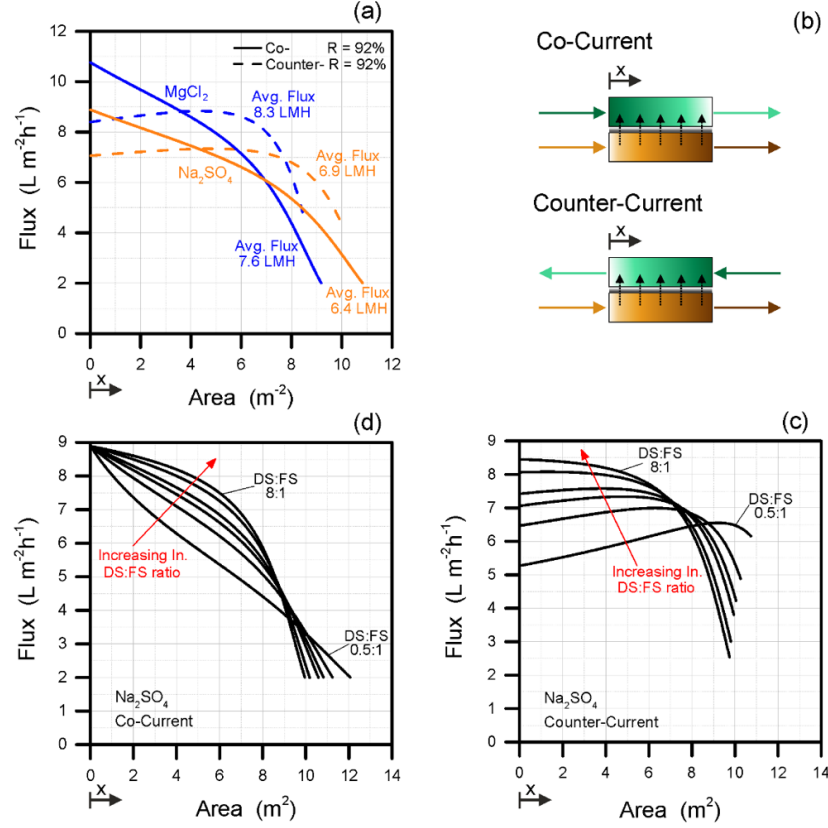 (a)
12
10
8
6
4
2
0
Flux (L m⁻²h⁻¹)
Co- R = 92%
Counter- R = 92%
MgCl₂
Avg. Flux
8.3 LMH
Avg. Flux
6.9 LMH
Na₂SO₄
Avg. Flux
7.6 LMH
Avg. Flux
6.4 LMH
0 2 4 6 8 10 12
x
Area (m⁻²)
(b)
Co-Current
x
Counter-Current
x
(d)
9
8
7
6
5
4
3
2
1
0
Flux (L m⁻²h⁻¹)
DS:FS
8:1
Increasing In.
DS:FS ratio
DS:FS
0.5:1
Na₂SO₄
Co-Current
0 2 4 6 8 10 12 14
x
Area (m²)
(c)
9
8
7
6
5
4
3
2
1
0
Flux (L m⁻²h⁻¹)
DS:FS
8:1
DS:FS
0.5:1
Increasing In.
DS:FS ratio
Na₂SO₄
Counter-Current
0 2 4 6 8 10 12 14
x
Area (m²)